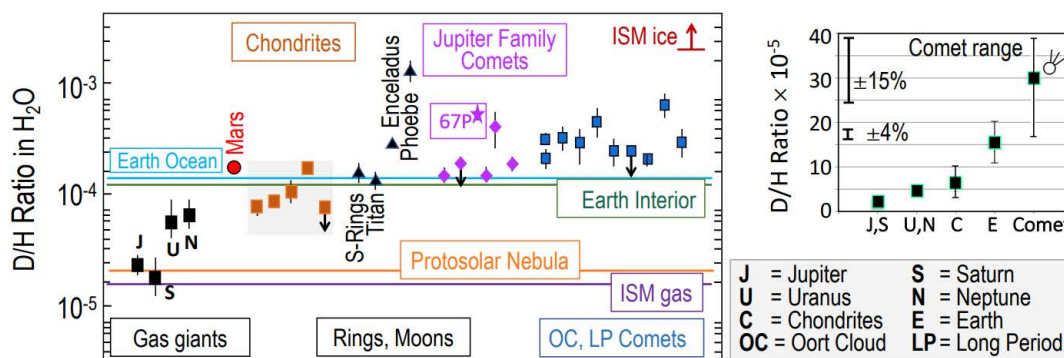 D/H Ratio in H2O
10-3
10-4
10-5
Chondrites
Jupiter Family
Comets
ISM ice
Enceladus
Phoebe
67P
Mars
Earth Ocean
Earth Interior
S-Rings
Titan
J
S
U
N
Protosolar Nebula
ISM gas
Gas giants
Rings, Moons
OC, LP Comets
D/H Ratio × 10-5
40
30
20
10
5
0
Comet range
±15%
±4%
J,S
U,N
C
E
Comet
J = Jupiter
S = Saturn
U = Uranus
N = Neptune
C = Chondrites
E = Earth
OC = Oort Cloud
LP = Long Period